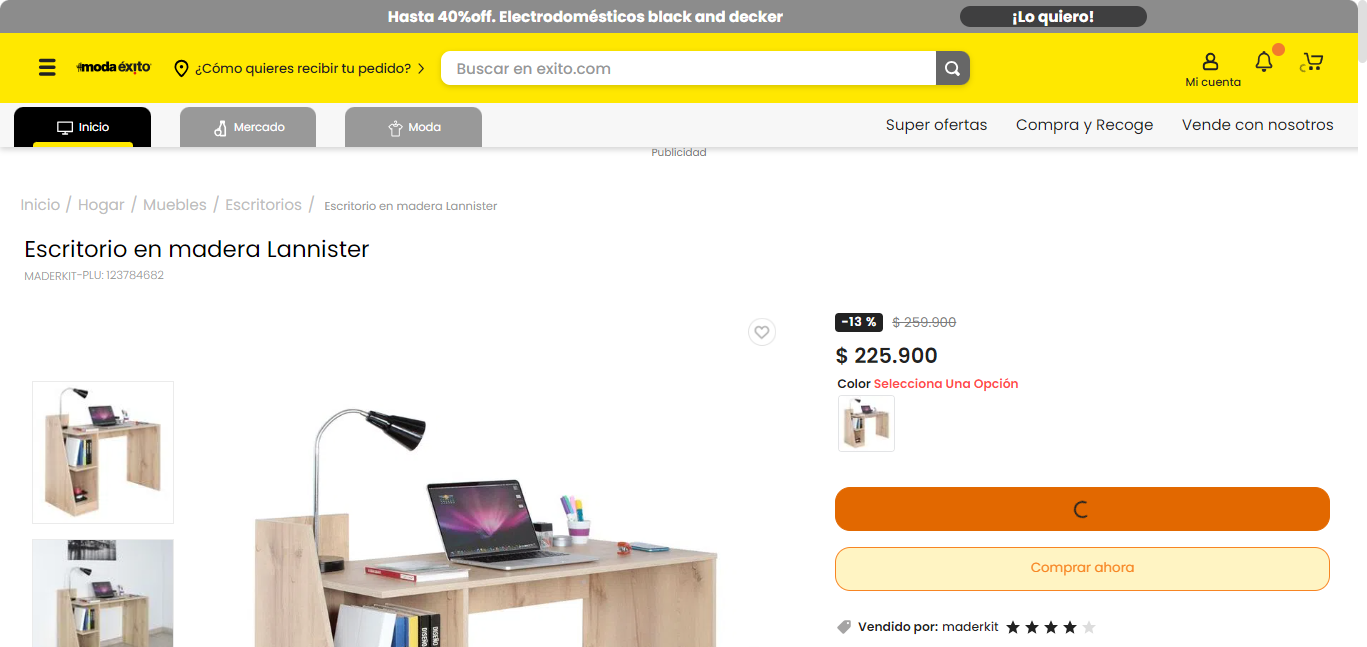 Hasta 40%off. Electrodomésticos black and decker
¡Lo quiero!
moda éxito
¿Cómo quieres recibir tu pedido?
Buscar en exito.com
Mi cuenta
Inicio
Mercado
Moda
Super ofertas
Compra y Recoge
Vende con nosotros
Publicidad
Inicio / Hogar / Muebles / Escritorios / Escritorio en madera Lannister
Escritorio en madera Lannister
MADERKIT-PLU: 123784682
-13 % $ 259.900
$ 225.900
Color Selecciona Una Opción
Comprar ahora
Vendido por: maderkit